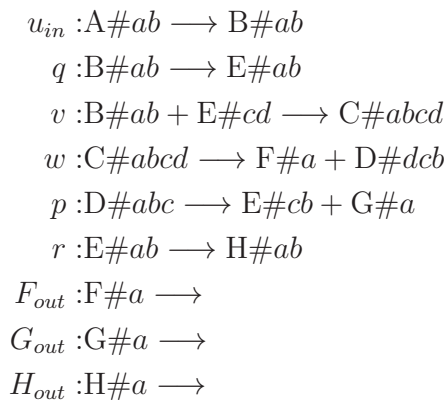 u_in :A#ab ⟶ B#ab
q :B#ab ⟶ E#ab
v :B#ab + E#cd ⟶ C#abcd
w :C#abcd ⟶ F#a + D#dcb
p :D#abc ⟶ E#cb + G#a
r :E#ab ⟶ H#ab
F_out :F#a ⟶
G_out :G#a ⟶
H_out :H#a ⟶